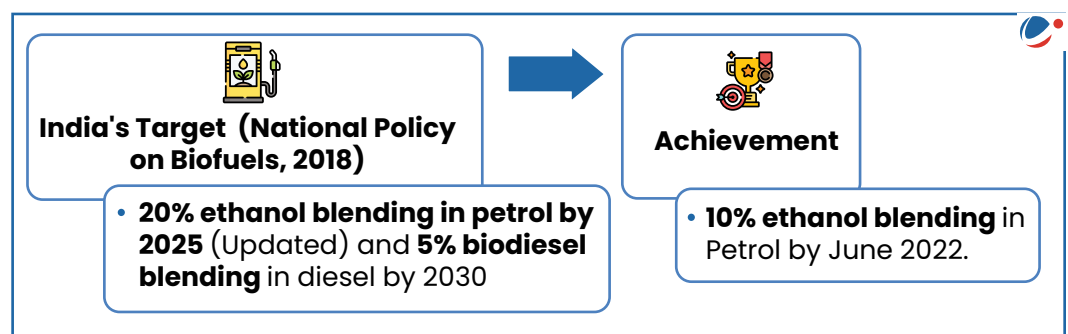 India's Target (National Policy
on Biofuels, 2018)
• 20% ethanol blending in petrol by
2025 (Updated) and 5% biodiesel
blending in diesel by 2030
Achievement
• 10% ethanol blending in
Petrol by June 2022.